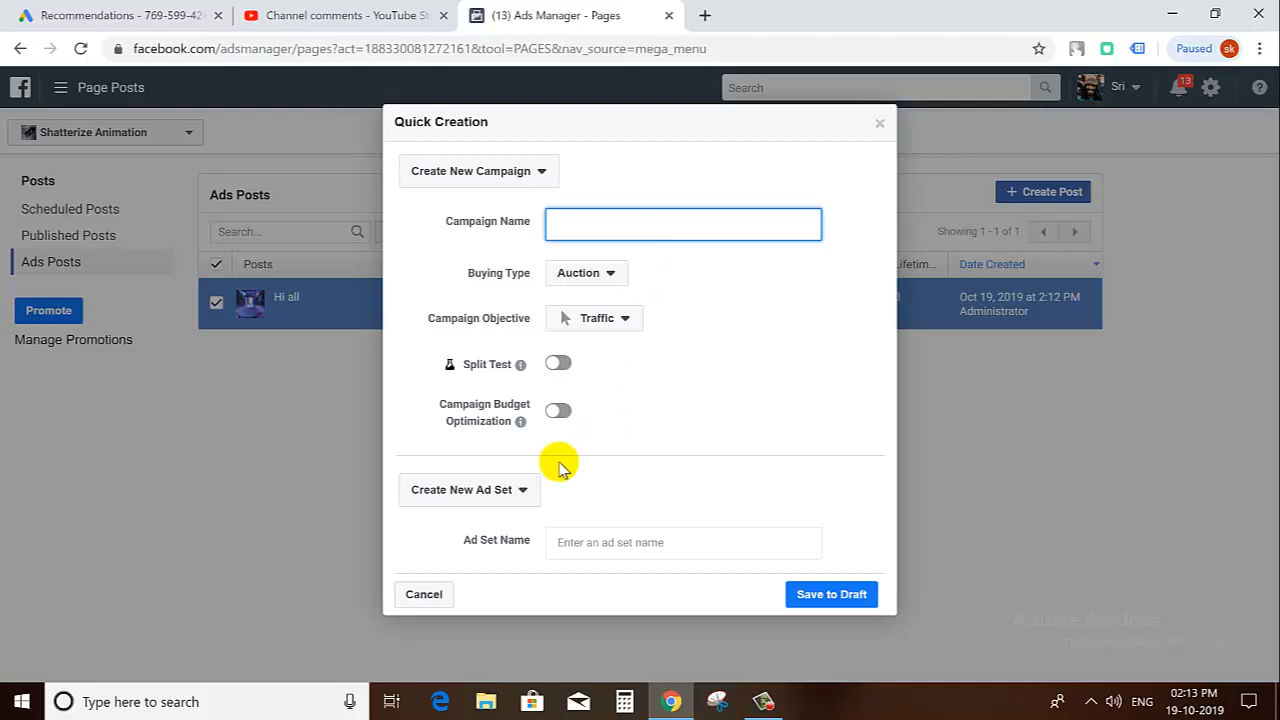 Recommendations - 769-599-42
Channel comments - YouTube St
(13) Ads Manager - Pages
facebook.com/adsmanager/pages?act=188330081272161&tool=PAGES&nav_source=mega_menu
Paused
sk
Page Posts
Search
Sri
13
Shatterize Animation
Quick Creation
Create New Campaign
Campaign Name
Buying Type
Auction
Campaign Objective
Traffic
Split Test
Campaign Budget
Optimization
Create New Ad Set
Ad Set Name
Enter an ad set name
Cancel
Save to Draft
Posts
Scheduled Posts
Published Posts
Ads Posts
Promote
Manage Promotions
Ads Posts
+ Create Post
Search...
Showing 1 - 1 of 1
Posts
Lifetim...
Date Created
Hi all
Oct 19, 2019 at 2:12 PM
Administrator
Activate Windows
Type here to search
ENG
02:13 PM
19-10-2019